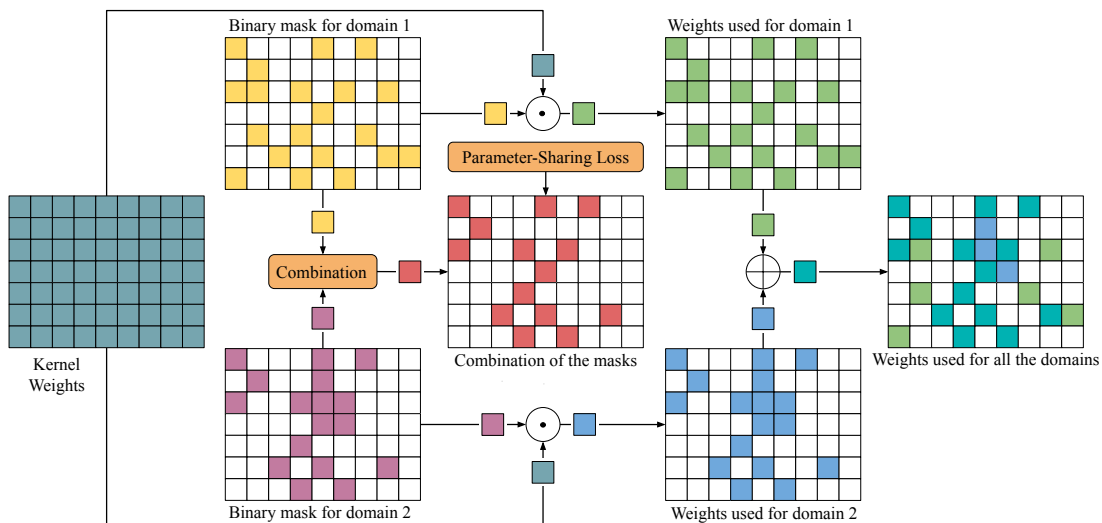 Binary mask for domain 1
Weights used for domain 1
Parameter-Sharing Loss
Combination
Kernel
Weights
Combination of the masks
Weights used for all the domains
Binary mask for domain 2
Weights used for domain 2